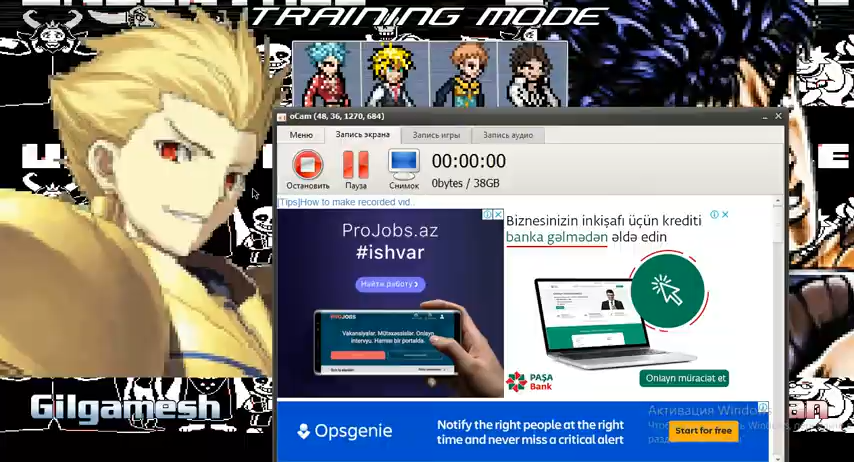 TRAINING MODE
oCam (48, 36, 1270, 684)
Меню
Запись экрана
Запись игры
Запись аудио
00:00:00
Остановить
Пауза
Снимок
0bytes / 38GB
[Tips]How to make recorded vid..
ProJobs.az
#ishvar
Найти работу
PROJOBS
Vakansiyalar. Mütəxəssislər. Onlayn
intervyu. Hamısı bir portalda.
Biznesinizin inkişafı üçün krediti
banka gəlmədən əldə edin
PAŞA
Bank
Onlayn müraciət et
Gilgamesh
Opsgenie
Notify the right people at the right
time and never miss a critical alert
Start for free
Активация Windows